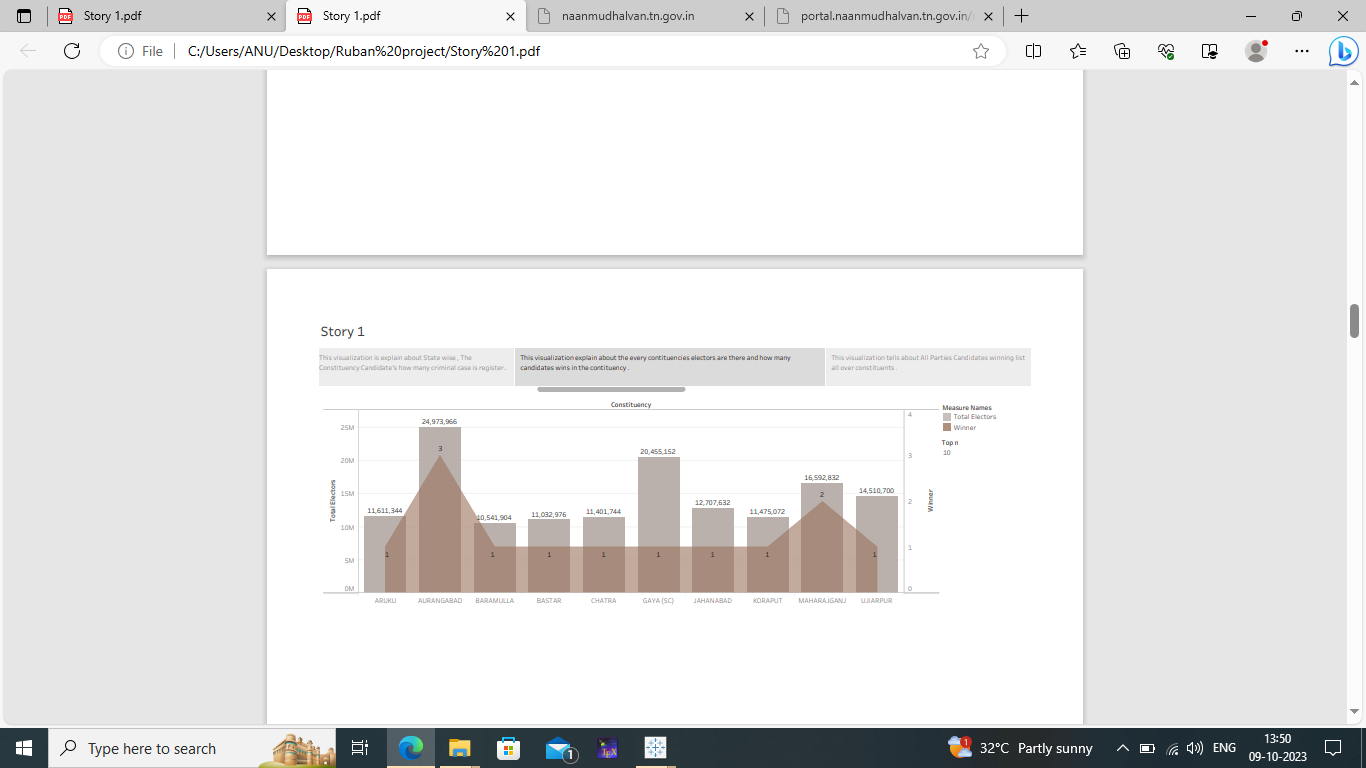 Story 1.pdf
Story 1.pdf
naanmudhalvan.tn.gov.in
portal.naanmudhalvan.tn.gov.in/
File
C:/Users/ANU/Desktop/Ruban%20project/Story%201.pdf
Story 1
This visualization is explain about State wise , The
Constituency Candidate's how many criminal case is register.
This visualization explain about the every contituencies electors are there and how many
candidates wins in the contituency .
This visualization tells about All Parties Candidates winning list
all over constituents .
Constituency
Measure Names
Total Electors
Winner
Top n
10
Total Electors
25M
20M
15M
10M
5M
0M
11,611,344
24,973,966
10,541,904
11,032,976
11,401,744
20,455,152
12,707,632
11,475,072
16,592,832
14,510,700
1
3
1
1
1
1
1
1
2
1
4
3
2
1
0
Winner
ARUKU
AURANGABAD
BARAMULLA
BASTAR
CHATRA
GAYA (SC)
JAHANABAD
KORAPUT
MAHARAJGANJ
UJIARPUR
Type here to search
1
TEX
1
32°C Partly sunny
ENG
13:50
09-10-2023